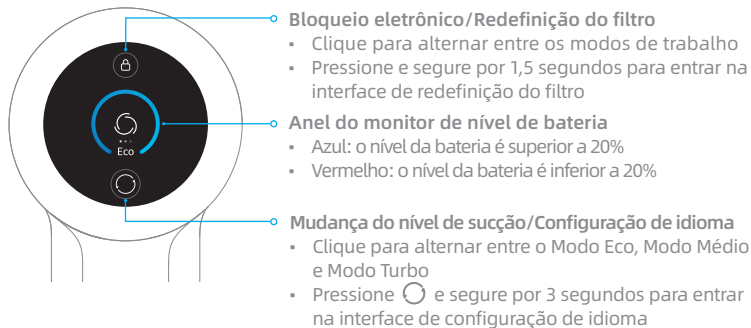 Bloqueio eletrônico/Redefinição do filtro
• Clique para alternar entre os modos de trabalho
• Pressione e segure por 1,5 segundos para entrar na
interface de redefinição do filtro
Anel do monitor de nível de bateria
• Azul: o nível da bateria é superior a 20%
• Vermelho: o nível da bateria é inferior a 20%
Eco
Mudança do nível de sucção/Configuração de idioma
• Clique para alternar entre o Modo Eco, Modo Médio
e Modo Turbo
• Pressione e segure por 3 segundos para entrar
na interface de configuração de idioma